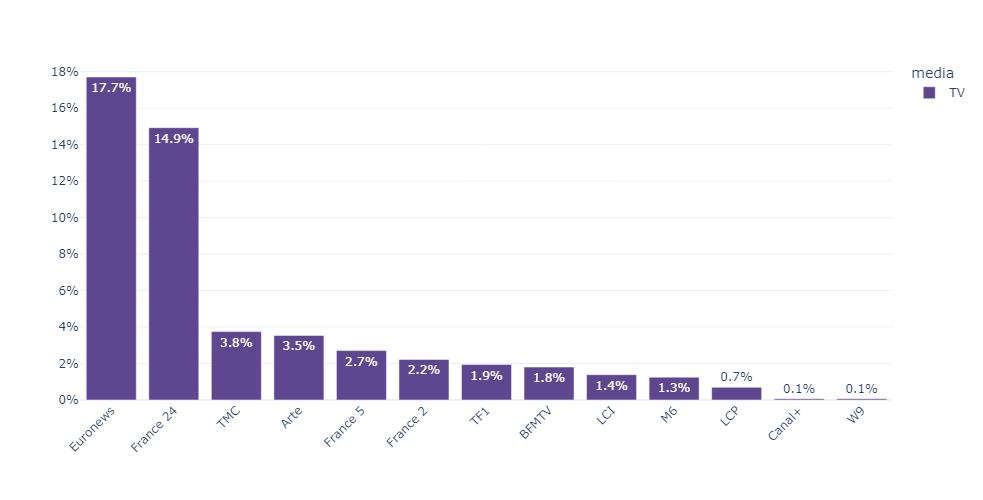 media
TV
18%
16%
14%
12%
10%
8%
6%
4%
2%
0%
17.7%
14.9%
3.8%
3.5%
2.7%
2.2%
1.9%
1.8%
1.4%
1.3%
0.7%
0.1%
0.1%
Euronews
France 24
TMC
Arte
France 5
France 2
TF1
BFMTV
LCI
M6
LCP
Canal+
W9